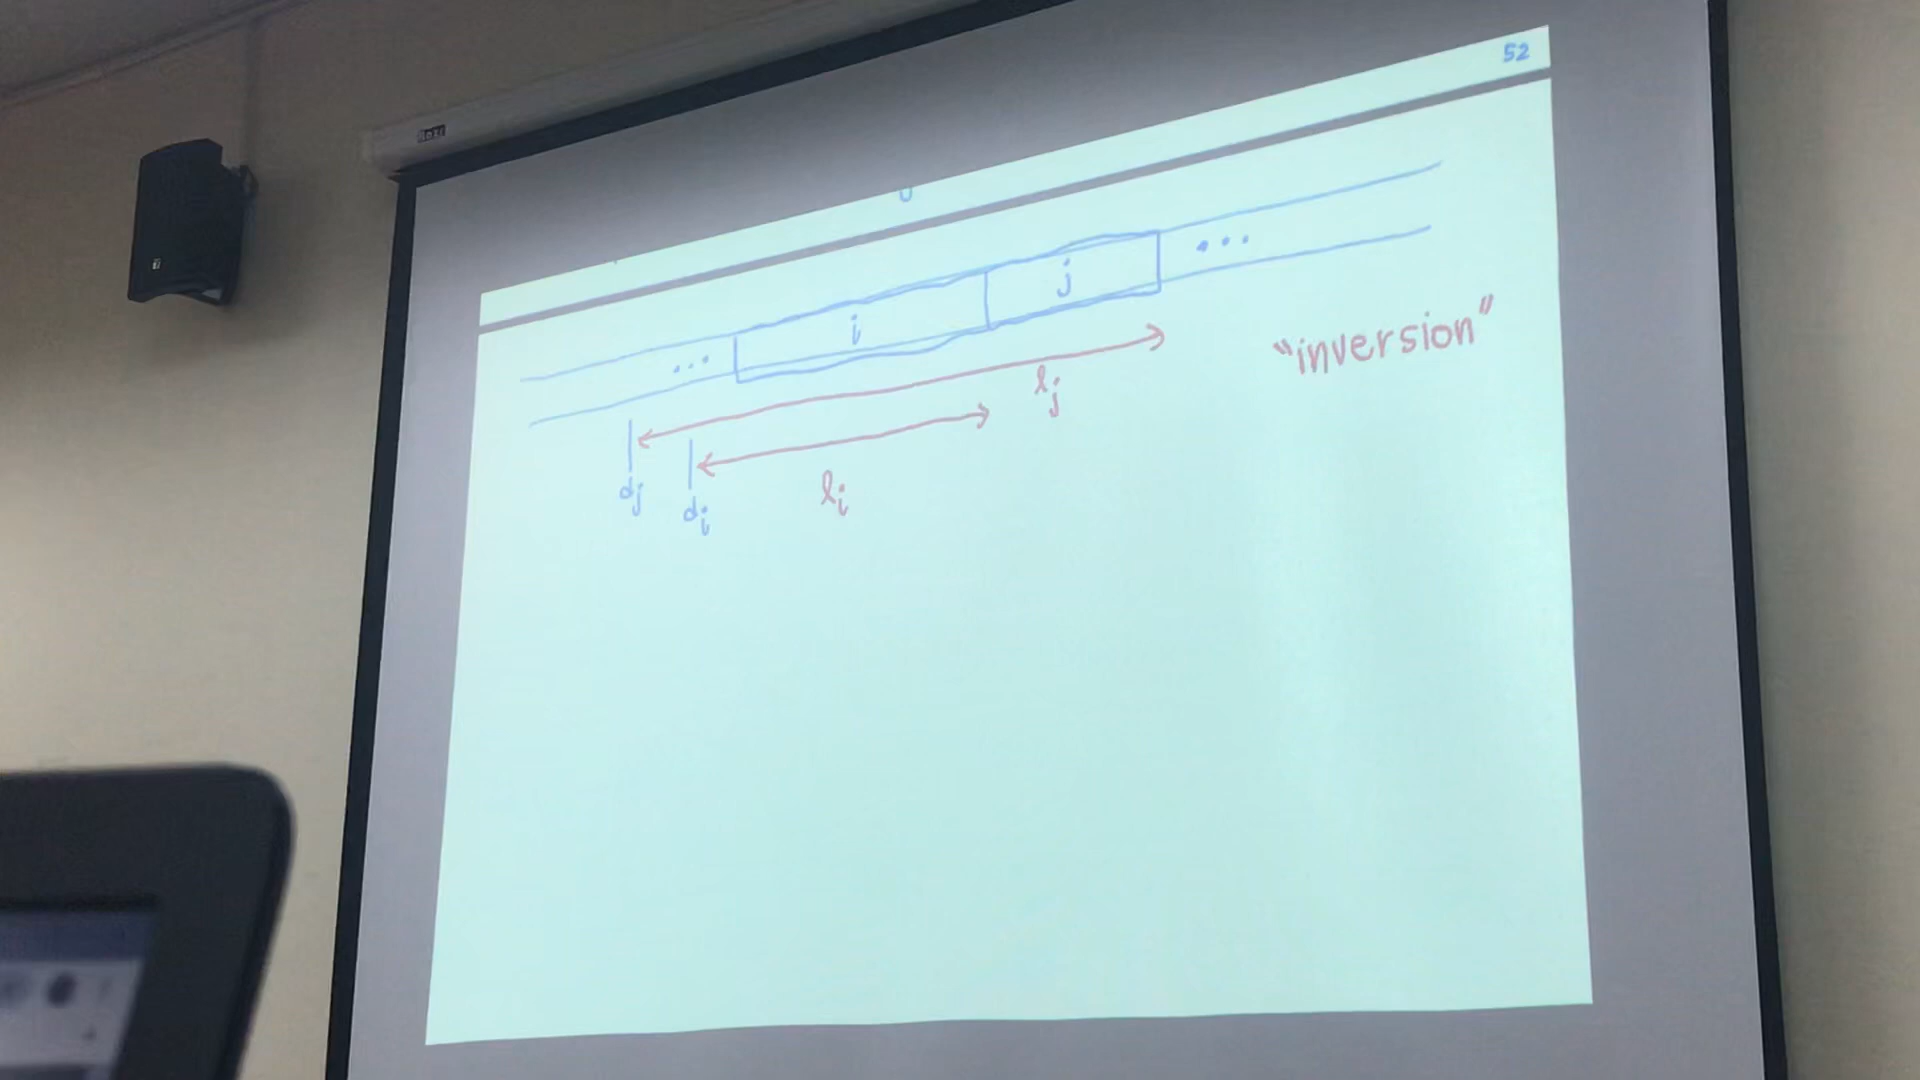 52
... i j ...
"inversion"
ℓj
dj di ℓi